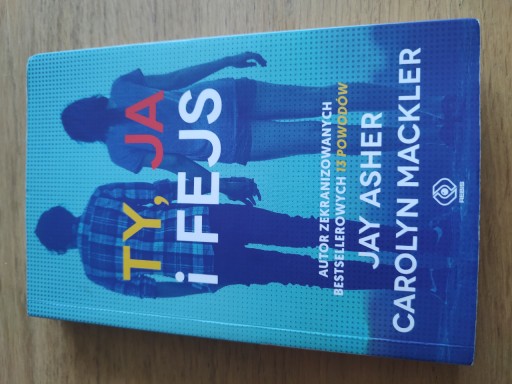 TY, JA
i FEJS
AUTOR ZEKRANIZOWANYCH
BESTSELLEROWYCH 13 POWODÓW
JAY ASHER
CAROLYN MACKLER